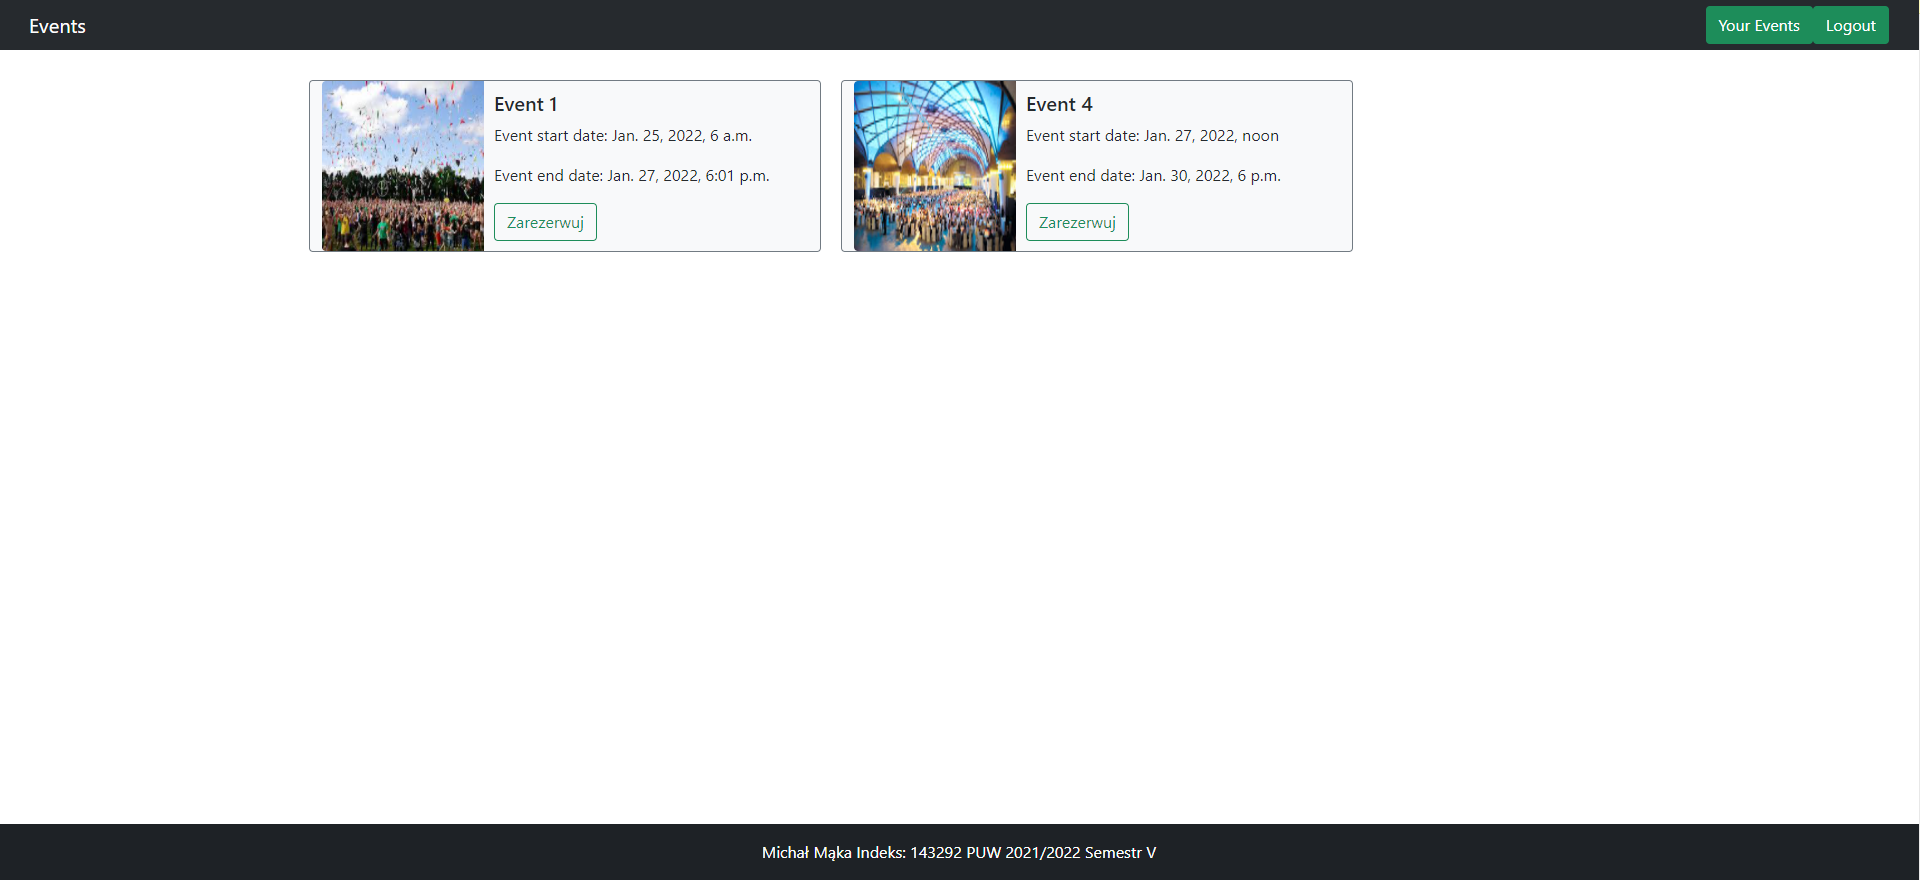 Events
Your Events
Logout
Event 1
Event start date: Jan. 25, 2022, 6 a.m.
Event end date: Jan. 27, 2022, 6:01 p.m.
Zarezerwuj
Event 4
Event start date: Jan. 27, 2022, noon
Event end date: Jan. 30, 2022, 6 p.m.
Zarezerwuj
Michał Mąka Indeks: 143292 PUW 2021/2022 Semestr V